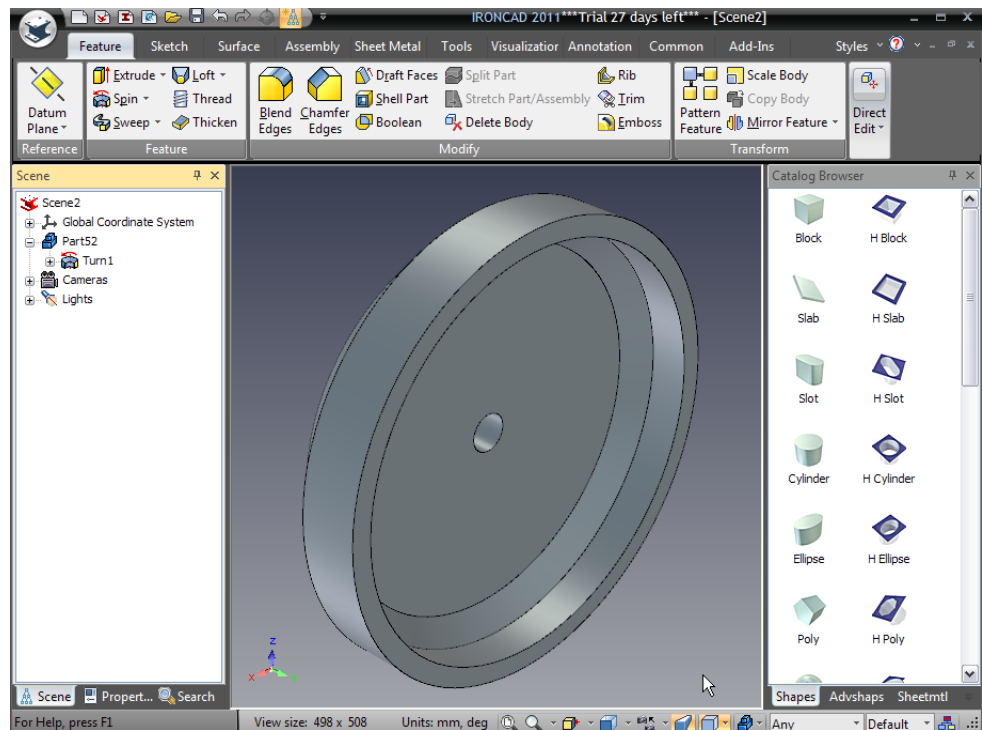 IRONCAD 2011***Trial 27 days left*** - [Scene2]
Feature Sketch Surface Assembly Sheet Metal Tools Visualization Annotation Common Add-Ins Styles
Extrude Loft Draft Faces Split Part Rib Scale Body
Spin Thread Shell Part Stretch Part/Assembly Trim Copy Body
Datum Plane Sweep Thicken Blend Edges Chamfer Edges Boolean Delete Body Emboss Pattern Feature Mirror Feature Direct Edit
Reference Feature Modify Transform
Scene Catalog Browser
Scene2
Global Coordinate System
Part52
Turn1
Cameras
Lights
Block H Block
Slab H Slab
Slot H Slot
Cylinder H Cylinder
Ellipse H Ellipse
Poly H Poly
Z
X Y
Scene Propert... Search Shapes Advshaps Sheetmtl
For Help, press F1 View size: 498 x 508 Units: mm, deg Any Default